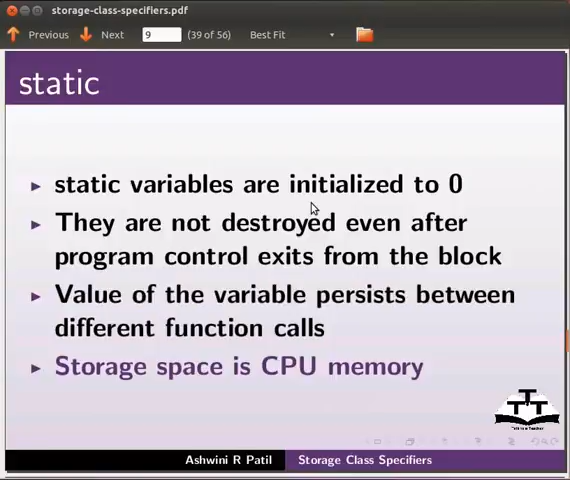 storage-class-specifiers.pdf
Previous Next 9 (39 of 56) Best Fit
static
static variables are initialized to 0
They are not destroyed even after
program control exits from the block
Value of the variable persists between
different function calls
Storage space is CPU memory
Ashwini R Patil Storage Class Specifiers